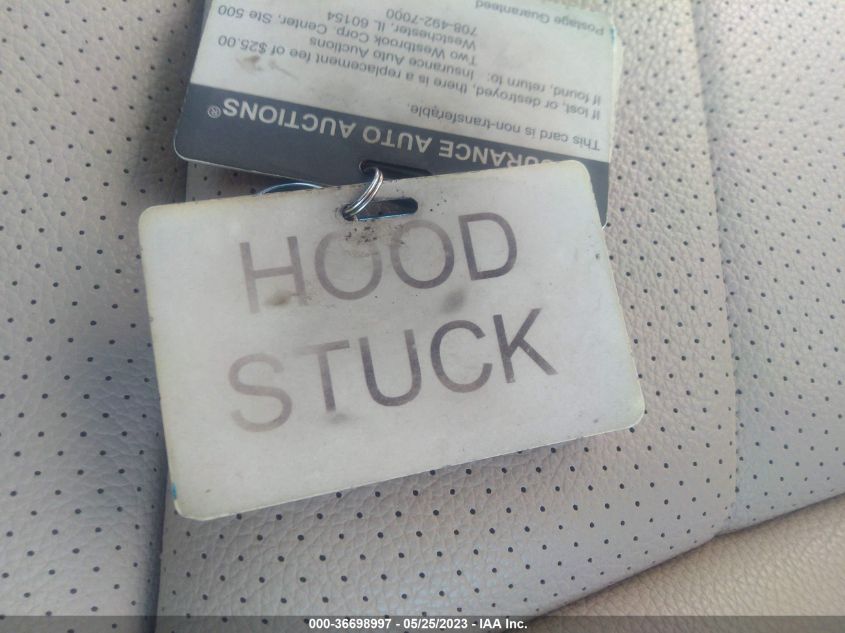 Postage Guaranteed
708-492-7000
Westchester, IL 60154
Two Westbrook Corp. Center, Ste 500
Insurance Auto Auctions
If found, return to:
If lost, or destroyed, there is a replacement fee of $25.00
This card is non-transferable.
URANCE AUTO AUCTIONS®
HOOD
STUCK
000-36698997 - 05/25/2023 - IAA Inc.